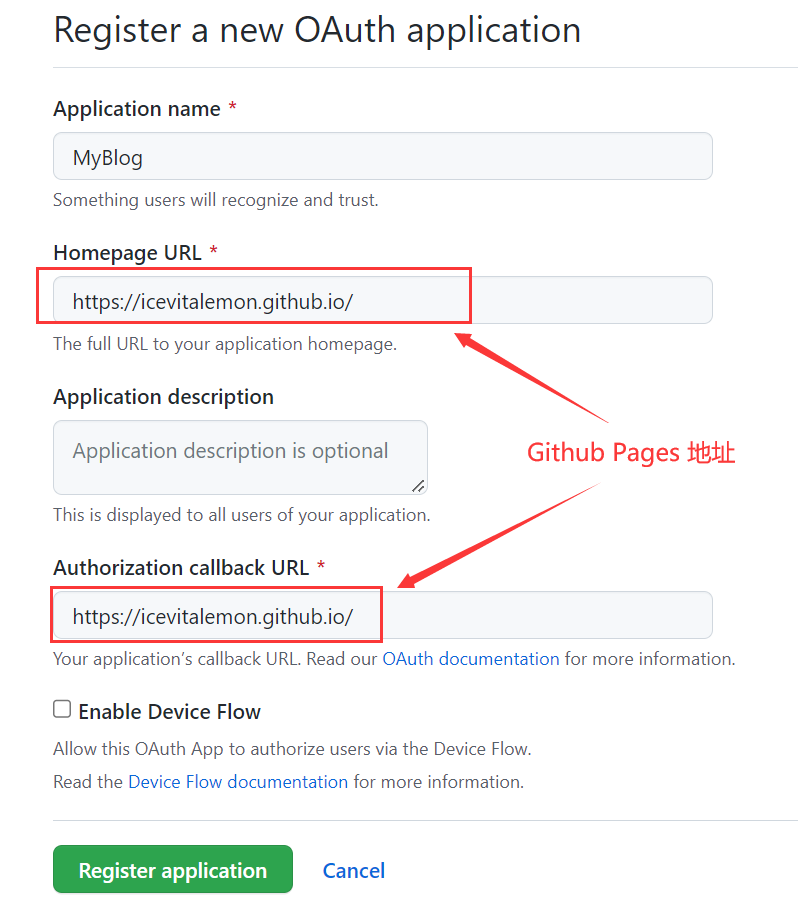 Register a new OAuth application
Application name *
MyBlog
Something users will recognize and trust.
Homepage URL *
https://icevitalemon.github.io/
The full URL to your application homepage.
Application description
Application description is optional
Github Pages 地址
This is displayed to all users of your application.
Authorization callback URL *
https://icevitalemon.github.io/
Your application’s callback URL. Read our OAuth documentation for more information.
Enable Device Flow
Allow this OAuth App to authorize users via the Device Flow.
Read the Device Flow documentation for more information.
Register application
Cancel